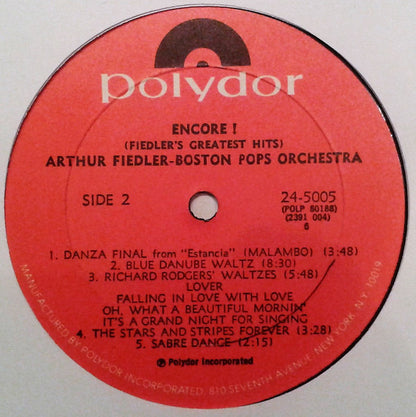 polydor
ENCORE!
(FIEDLER'S GREATEST HITS)
ARTHUR FIEDLER-BOSTON POPS ORCHESTRA
SIDE 2
24-5005
(POLP 50188)
(2391 004)
6
1. DANZA FINAL from "Estancia" (MALAMBO) (3:48)
2. BLUE DANUBE WALTZ (8:30)
3. RICHARD RODGERS' WALTZES (5:48)
LOVER
FALLING IN LOVE WITH LOVE
OH, WHAT A BEAUTIFUL MORNIN'
IT'S A GRAND NIGHT FOR SINGING
4. THE STARS AND STRIPES FOREVER (3:28)
5. SABRE DANCE (2:15)
Ⓟ Polydor Incorporated
MANUFACTURED BY POLYDOR INCORPORATED, 810 SEVENTH AVENUE, NEW YORK, N.Y. 10019